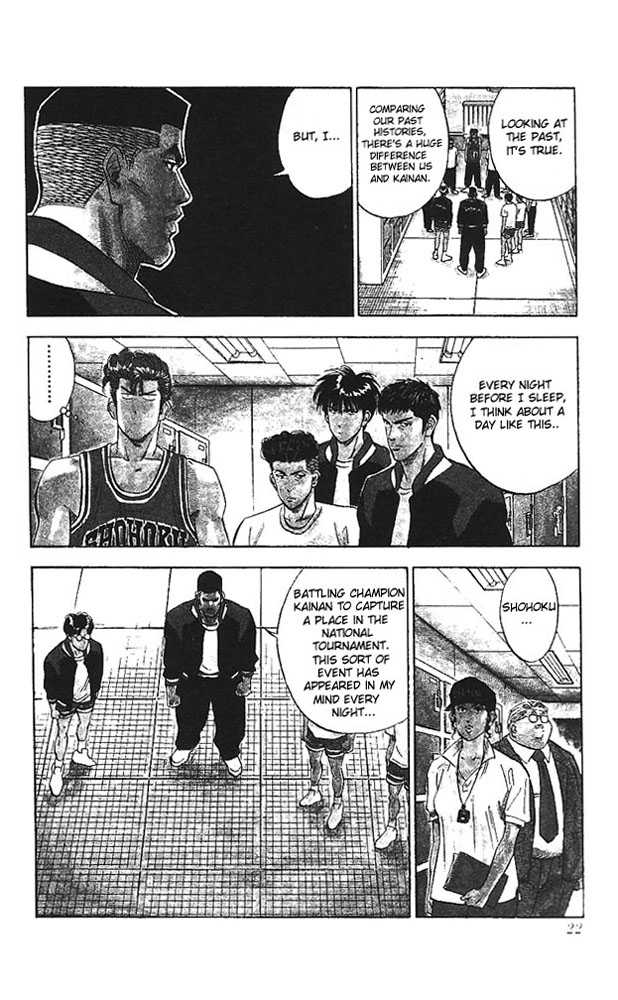 LOOKING AT
THE PAST,
IT'S TRUE.
COMPARING
OUR PAST
HISTORIES,
THERE'S A HUGE
DIFFERENCE
BETWEEN US
AND KAINAN.
BUT, I...
EVERY NIGHT
BEFORE I SLEEP,
I THINK ABOUT A
DAY LIKE THIS..
.........
SHOHOKU
SHOHOKU
...
BATTLING CHAMPION
KAINAN TO CAPTURE
A PLACE IN THE
NATIONAL
TOURNAMENT.
THIS SORT OF
EVENT HAS
APPEARED IN MY
MIND EVERY
NIGHT...
22